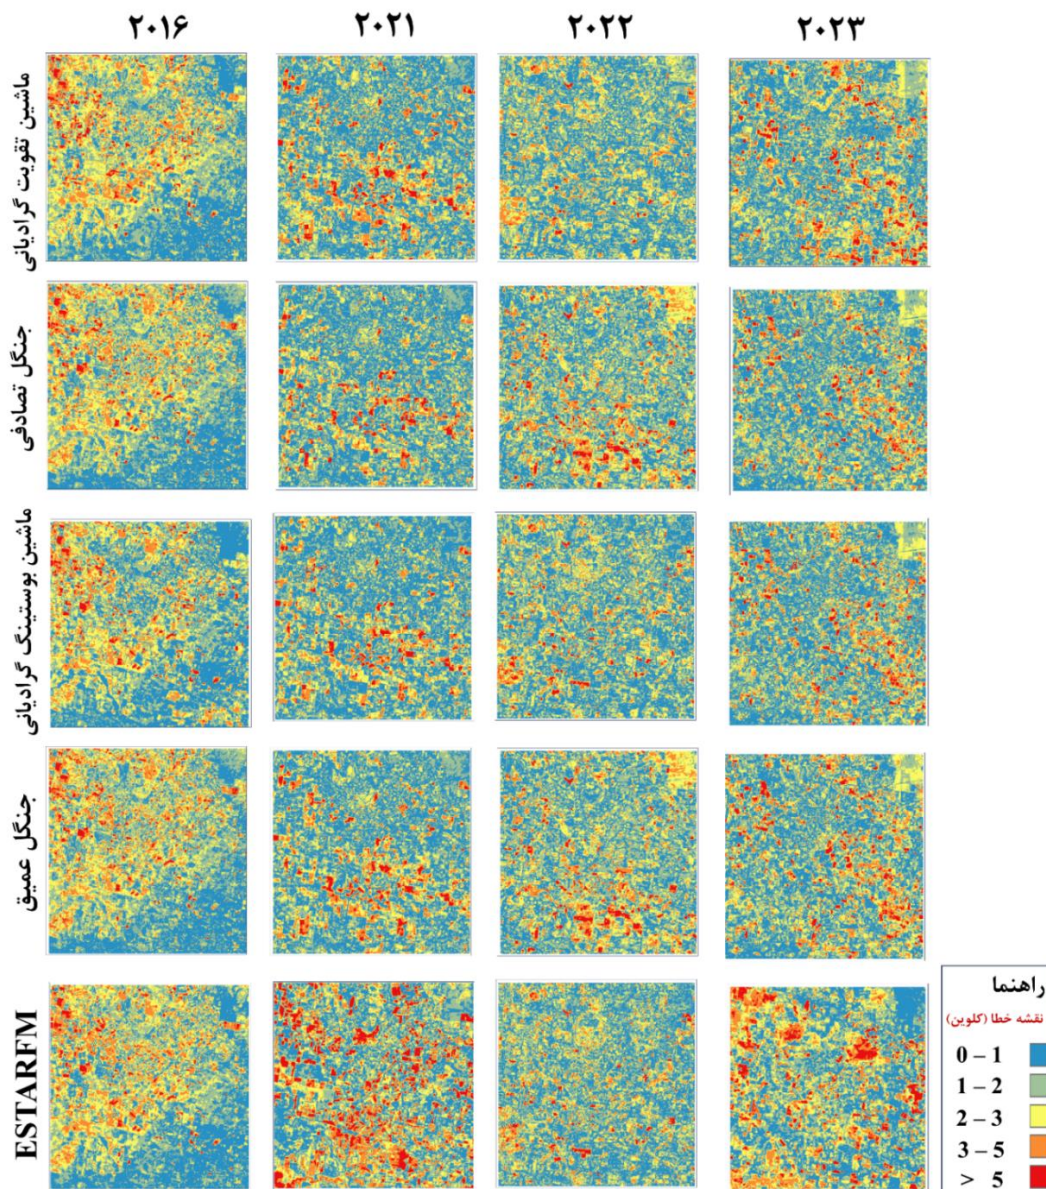 ۲۰۱۶ ۲۰۲۱ ۲۰۲۲ ۲۰۲۳
ماشین تقویت گرادیانی
جنگل تصادفی
ماشین بوستینگ گرادیانی
جنگل عمیق
ESTARFM
راهنما
نقشه خطا (کلوین)
0 – 1
1 – 2
2 – 3
3 – 5
> 5